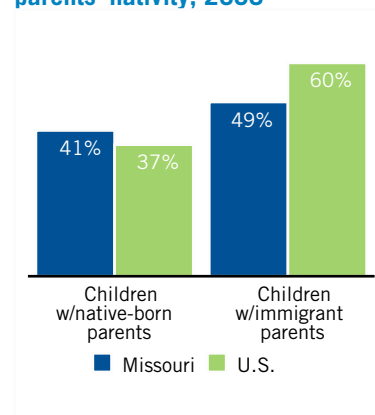 parents' nativity, 2008
41%
37%
49%
60%
Children
w/native-born
parents
Children
w/immigrant
parents
Missouri
U.S.